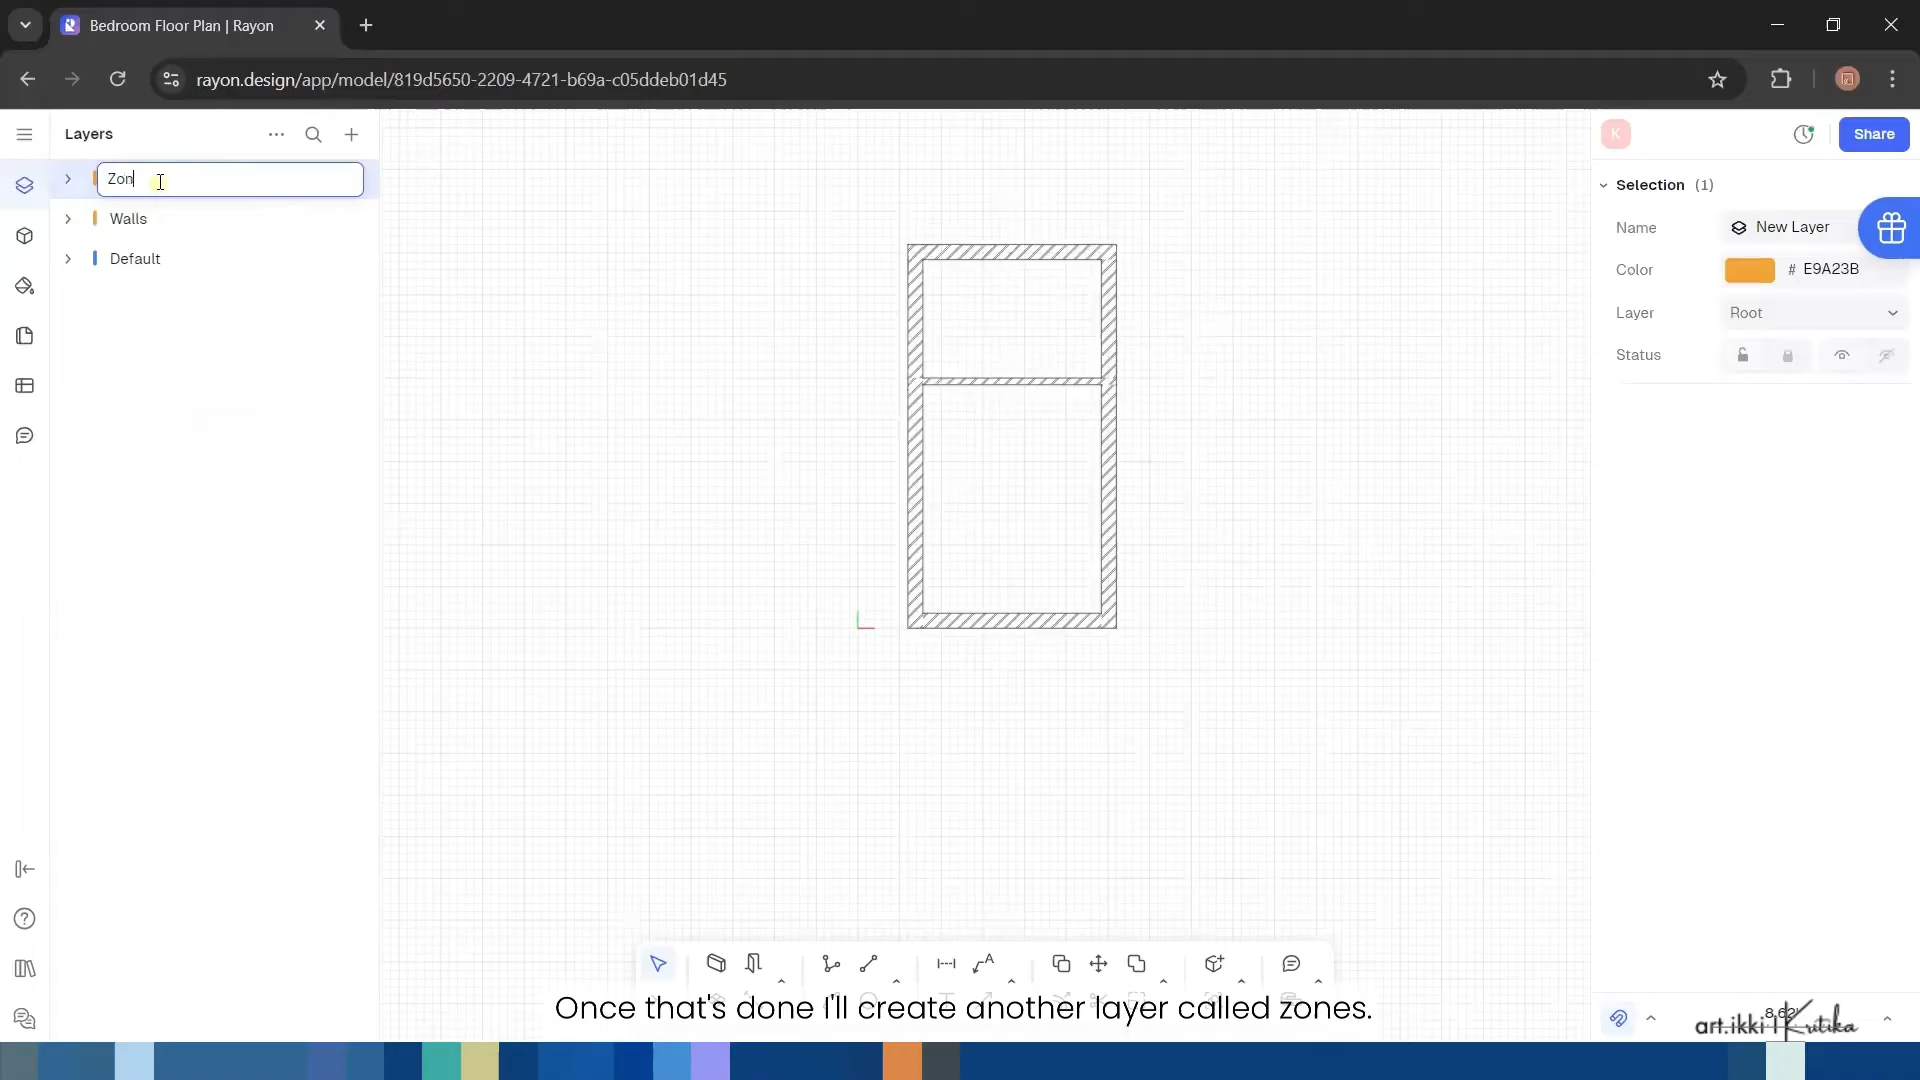 Bedroom Floor Plan | Rayon
rayon.design/app/model/819d5650-2209-4721-b69a-c05ddeb01d45
Layers
Zon
Walls
Default
K
Share
Selection (1)
Name New Layer
Color # E9A23B
Layer Root
Status
Once that's done I'll create another layer called zones.
art.ikki | Kritika